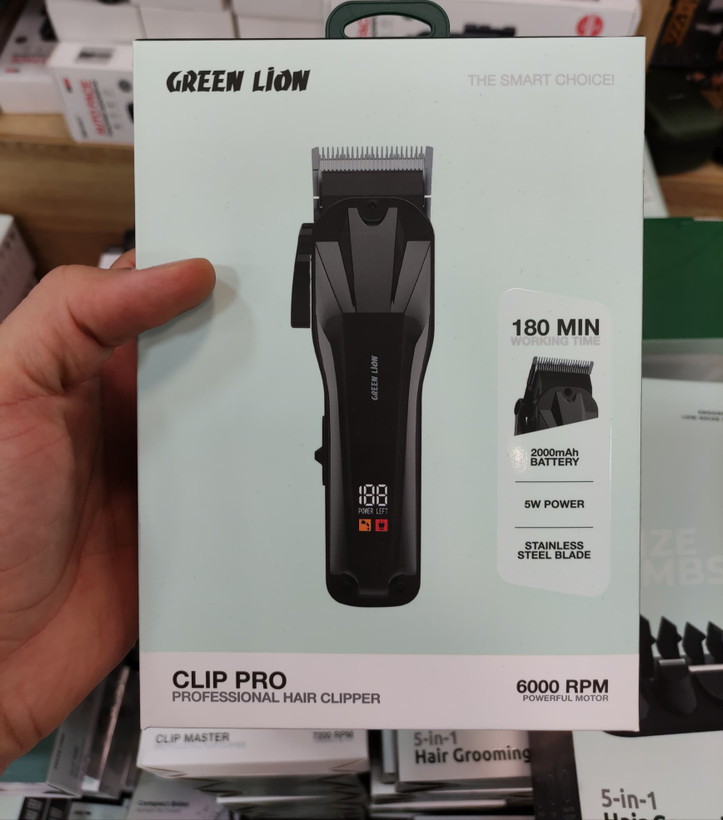 GREEN LION
THE SMART CHOICE!
GREEN LION
188
POWER LEFT
180 MIN
WORKING TIME
2000mAh
BATTERY
5W POWER
STAINLESS
STEEL BLADE
CLIP PRO
PROFESSIONAL HAIR CLIPPER
6000 RPM
POWERFUL MOTOR
CLIP MASTER
7200 RPM
5-in-1
Hair Grooming
5-in-1